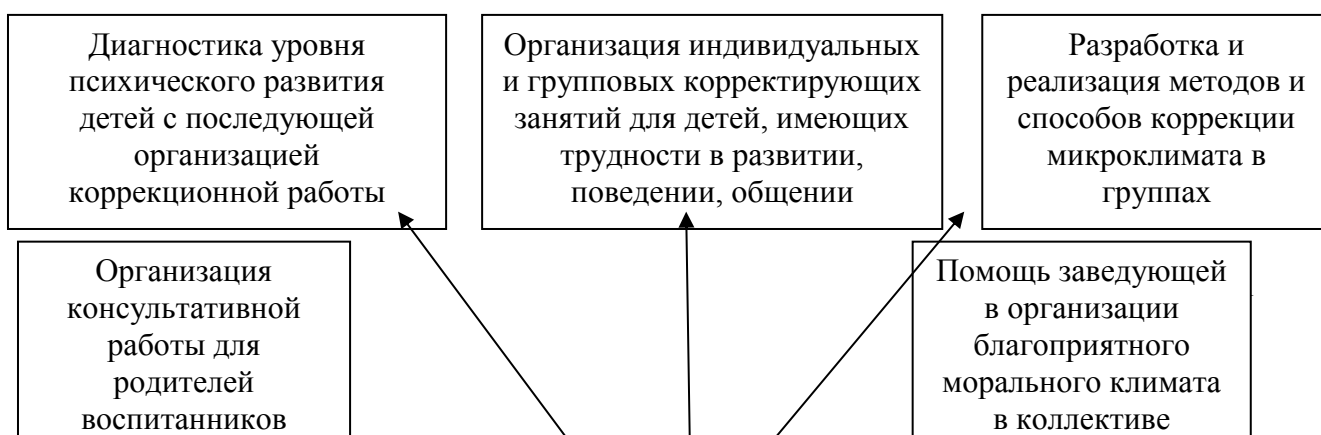 Диагностика уровня
психического развития
детей с последующей
организацией
коррекционной работы
Организация индивидуальных
и групповых корректирующих
занятий для детей, имеющих
трудности в развитии,
поведении, общении
Разработка и
реализация методов и
способов коррекции
микроклимата в
группах
Организация
консультативной
работы для
родителей
воспитанников
Помощь заведующей
в организации
благоприятного
морального климата
в коллективе